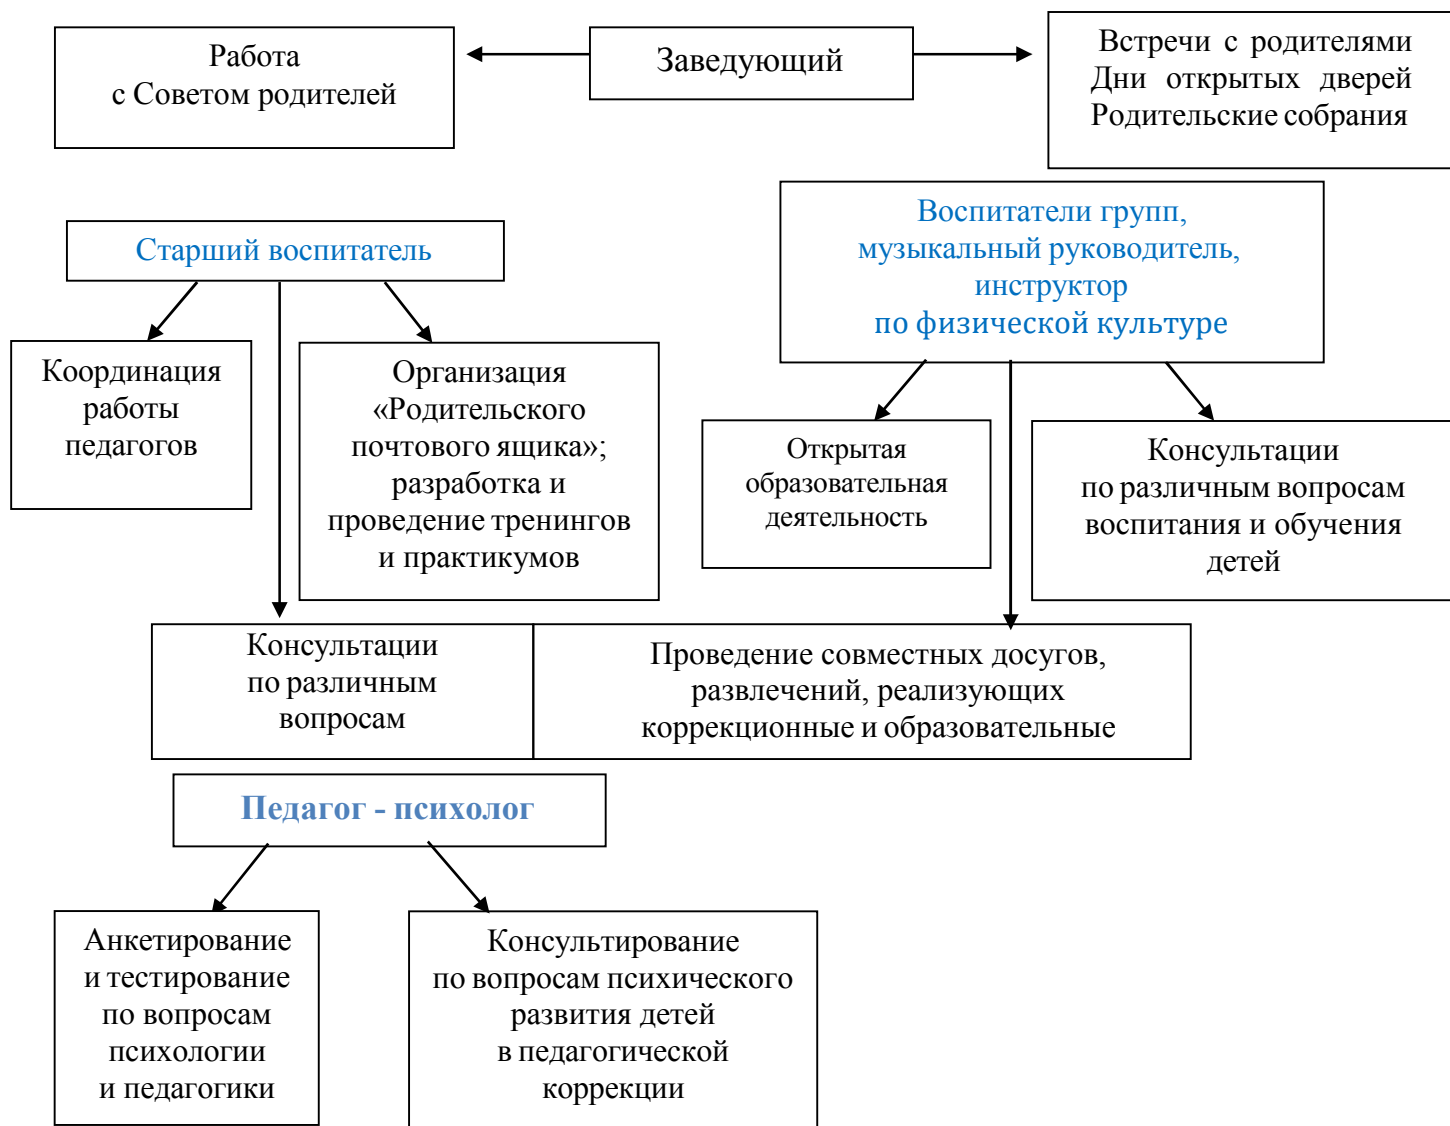 Работа
с Советом родителей
Заведующий
Встречи с родителями
Дни открытых дверей
Родительские собрания
Старший воспитатель
Воспитатели групп,
музыкальный руководитель,
инструктор
по физической культуре
Координация
работы
педагогов
Организация
«Родительского
почтового ящика»;
разработка и
проведение тренингов
и практикумов
Открытая
образовательная
деятельность
Консультации
по различным вопросам
воспитания и обучения
детей
Консультации
по различным
вопросам
Проведение совместных досугов,
развлечений, реализующих
коррекционные и образовательные
Педагог - психолог
Анкетирование
и тестирование
по вопросам
психологии
и педагогики
Консультирование
по вопросам психического
развития детей
в педагогической
коррекции